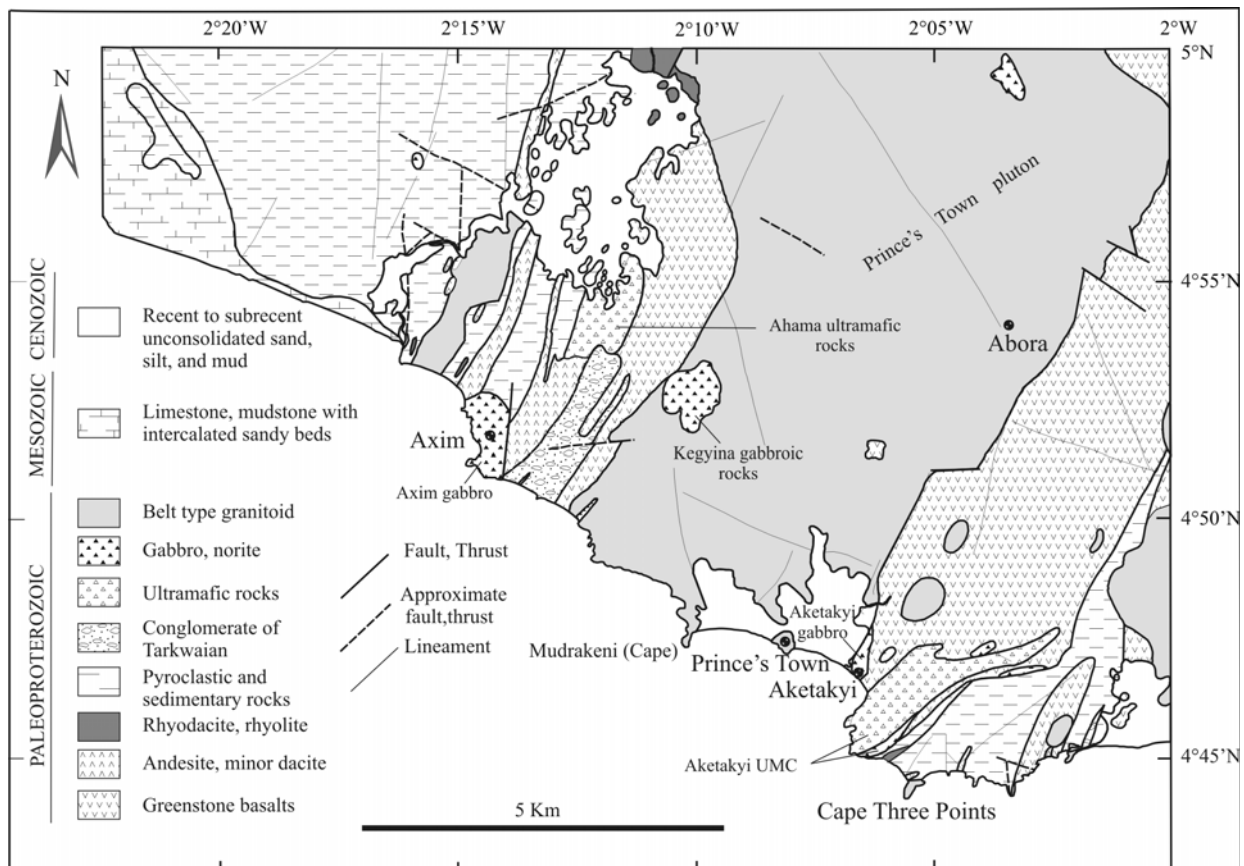 2°20'W
2°15'W
2°10'W
2°05'W
2°W
5°N
N
Prince's Town pluton
4°55'N
CENOZOIC
Recent to subrecent
unconsolidated sand,
silt, and mud
Ahama ultramafic
rocks
Abora
MESOZOIC
Limestone, mudstone with
intercalated sandy beds
Axim
Kegyina gabbroic
rocks
Axim gabbro
4°50'N
PALEOPROTEROZOIC
Belt type granitoid
Gabbro, norite
Fault, Thrust
Ultramafic rocks
Approximate
fault,thrust
Conglomerate of
Tarkwaian
Lineament
Aketakyi
gabbro
Mudrakeni (Cape)
Prince's Town
Aketakyi
Pyroclastic and
sedimentary rocks
Rhyodacite, rhyolite
Andesite, minor dacite
Aketakyi UMC
4°45'N
Greenstone basalts
5 Km
Cape Three Points